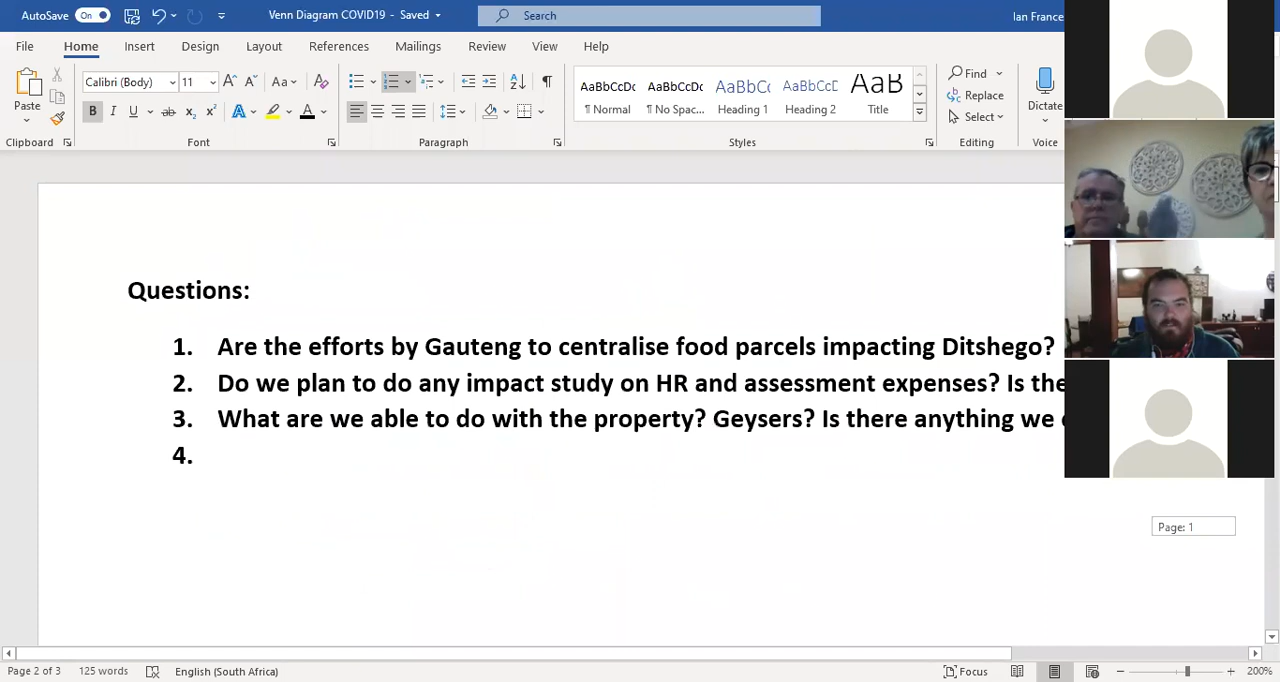 AutoSave On Venn Diagram COVID19 - Saved Search Ian France
File Home Insert Design Layout References Mailings Review View Help
Paste Calibri (Body) 11 Aa AaBbCcDc AaBbCcDc AaBbCc AaBbCcD AaB Find
B I U ab x₂ x² A A ¶ Normal ¶ No Spac... Heading 1 Heading 2 Title Replace Dictate
Select
Clipboard Font Paragraph Styles Editing Voice
Questions:
1. Are the efforts by Gauteng to centralise food parcels impacting Ditshego?
2. Do we plan to do any impact study on HR and assessment expenses? Is the
3. What are we able to do with the property? Geysers? Is there anything we
4.
Page: 1
Page 2 of 3 125 words English (South Africa) Focus 200%